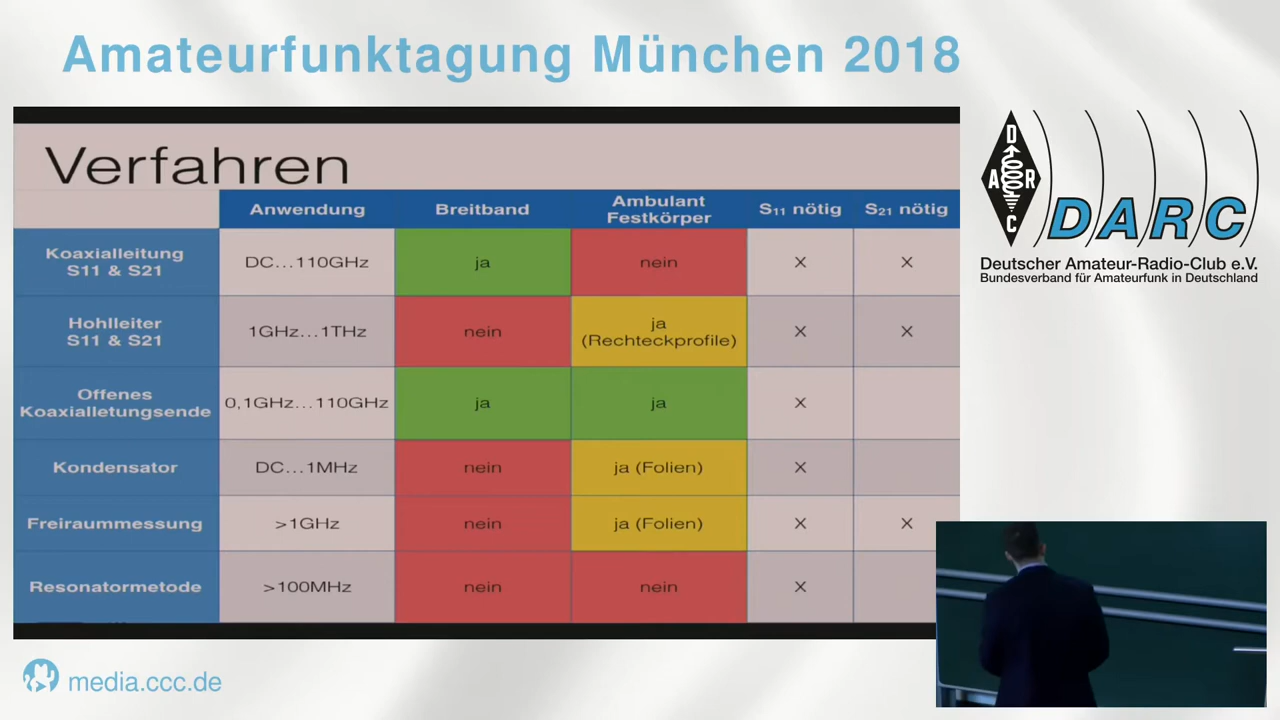 Amateurfunktagung München 2018
Verfahren
Anwendung
Breitband
Ambulant
Festkörper
S₁₁ nötig
S₂₁ nötig
Koaxialleitung
S11 & S21
DC...110GHz
ja
nein
X
X
Hohlleiter
S11 & S21
1GHz...1THz
nein
ja
(Rechteckprofile)
X
X
Offenes
Koaxialletungsende
0,1GHz...110GHz
ja
ja
X
Kondensator
DC...1MHz
nein
ja (Folien)
X
Freiraummessung
>1GHz
nein
ja (Folien)
X
X
Resonatormetode
>100MHz
nein
nein
X
D
A R
C
DARC
Deutscher Amateur-Radio-Club e.V.
Bundesverband für Amateurfunk in Deutschland
media.ccc.de